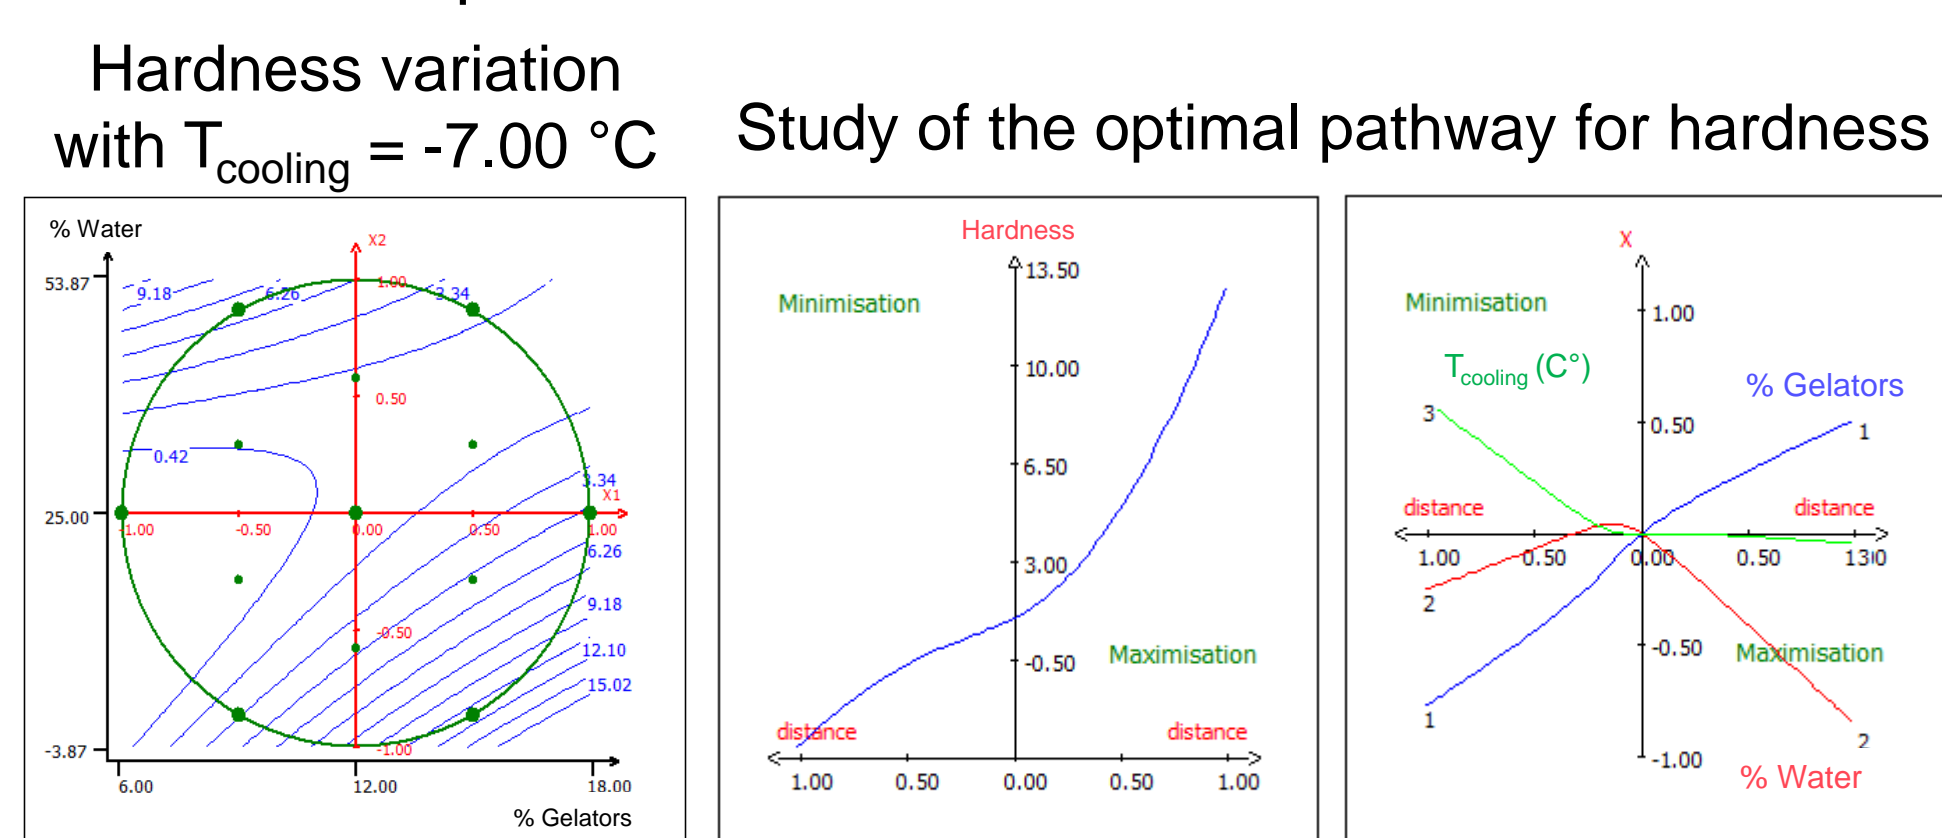 Hardness variation
with Tcooling = -7.00 °C
Study of the optimal pathway for hardness
% Water
X2
53.87
1.00
9.18
6.26
3.34
0.50
0.42
3.34
X1
25.00
-1.00
-0.50
0.00
0.50
1.00
6.26
9.18
-0.50
12.10
15.02
-3.87
-1.00
6.00
12.00
18.00
% Gelators
Hardness
13.50
Minimisation
10.00
6.50
3.00
-0.50
Maximisation
distance
distance
1.00
0.50
0.00
0.50
1.00
X
Minimisation
1.00
Tcooling (C°)
% Gelators
3
0.50
1
distance
distance
1.00
0.50
0.00
0.50
2
-0.50
Maximisation
1
2
-1.00
% Water